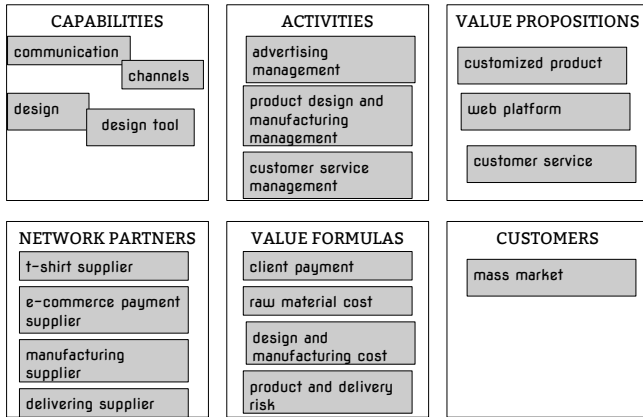 CAPABILITIES
communication
channels
design
design tool
ACTIVITIES
advertising
management
product design and
manufacturing
management
customer service
management
VALUE PROPOSITIONS
customized product
web platform
customer service
NETWORK PARTNERS
t-shirt supplier
e-commerce payment
supplier
manufacturing
supplier
delivering supplier
VALUE FORMULAS
client payment
raw material cost
design and
manufacturing cost
product and delivery
risk
CUSTOMERS
mass market